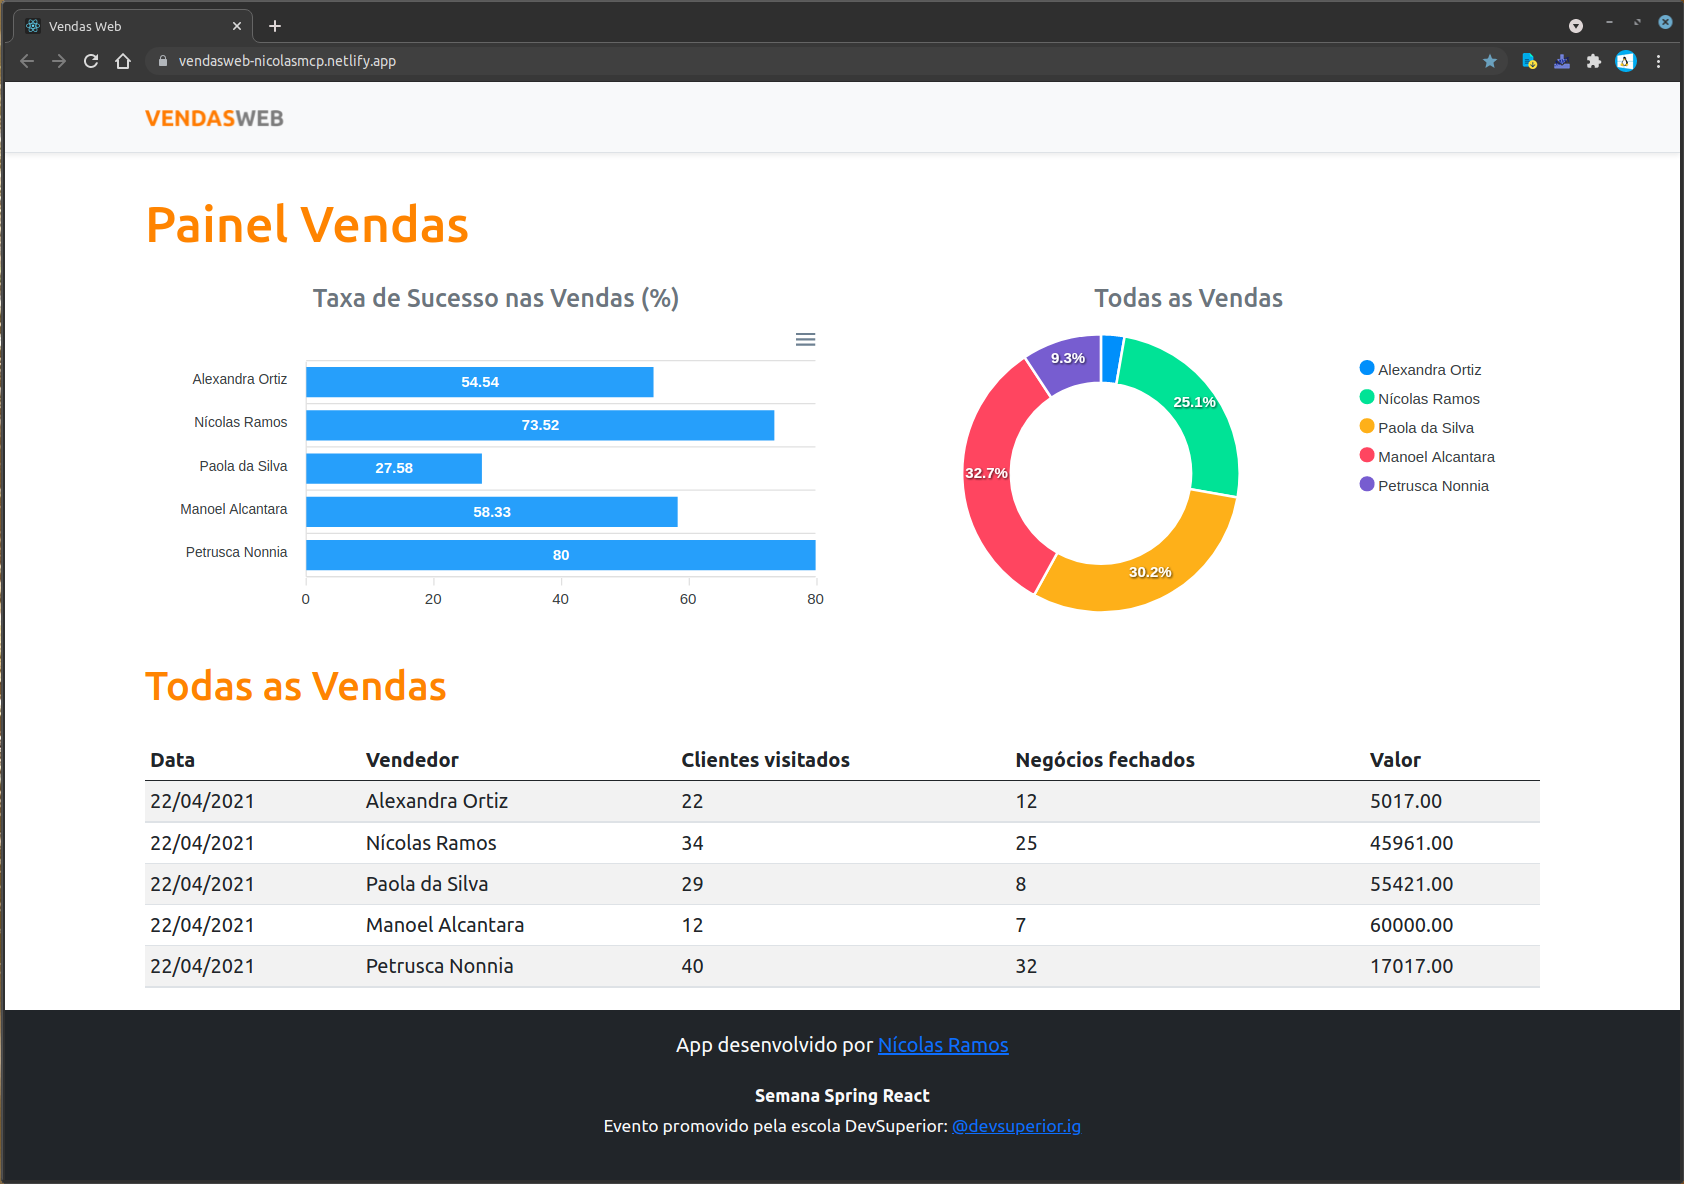 Vendas Web
vendasweb-nicolasmcp.netlify.app
VENDASWEB
Painel Vendas
Taxa de Sucesso nas Vendas (%)
Alexandra Ortiz 54.54
Nícolas Ramos 73.52
Paola da Silva 27.58
Manoel Alcantara 58.33
Petrusca Nonnia 80
0 20 40 60 80
Todas as Vendas
9.3%
25.1%
32.7%
30.2%
Alexandra Ortiz
Nícolas Ramos
Paola da Silva
Manoel Alcantara
Petrusca Nonnia
Todas as Vendas
Data Vendedor Clientes visitados Negócios fechados Valor
22/04/2021 Alexandra Ortiz 22 12 5017.00
22/04/2021 Nícolas Ramos 34 25 45961.00
22/04/2021 Paola da Silva 29 8 55421.00
22/04/2021 Manoel Alcantara 12 7 60000.00
22/04/2021 Petrusca Nonnia 40 32 17017.00
App desenvolvido por Nícolas Ramos
Semana Spring React
Evento promovido pela escola DevSuperior: @devsuperior.ig